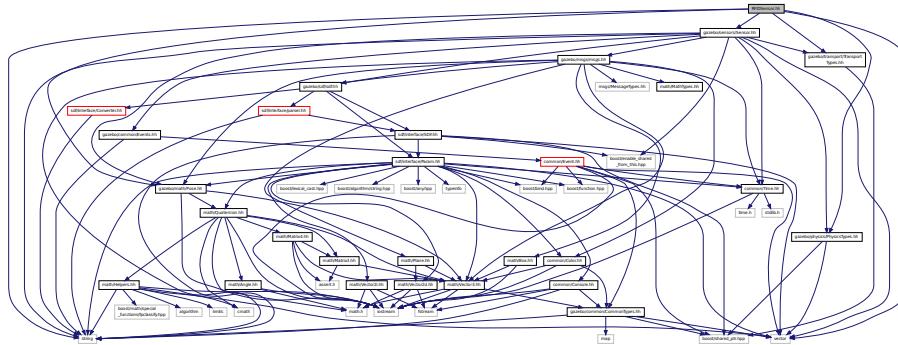 RFIDSensor.hh
gazebo/sensors/Sensor.hh
gazebo/transport/Transport
Types.hh
gazebo/msgs/msgs.hh
gazebo/sdf/sdf.hh
msgs/MessageTypes.hh
math/MathTypes.hh
sdf/interface/Converter.hh
sdf/interface/parser.hh
gazebo/common/Events.hh
sdf/interface/SDF.hh
boost/enable_shared
_from_this.hpp
sdf/interface/Param.hh
common/Event.hh
gazebo/math/Pose.hh
boost/lexical_cast.hpp
boost/algorithm/string.hpp
boost/any.hpp
typeinfo
boost/bind.hpp
boost/function.hpp
common/Time.hh
math/Quaternion.hh
time.h
stdlib.h
math/Matrix3.hh
gazebo/physics/PhysicsTypes.hh
math/Matrix4.hh
math/Plane.hh
math/Box.hh
common/Color.hh
math/Helpers.hh
math/Angle.hh
assert.h
math/Vector4.hh
math/Vector2d.hh
math/Vector3.hh
common/Console.hh
boost/math/special
_functions/fpclassify.hpp
algorithm
limits
cmath
math.h
iostream
fstream
gazebo/common/CommonTypes.hh
string
map
boost/shared_ptr.hpp
vector